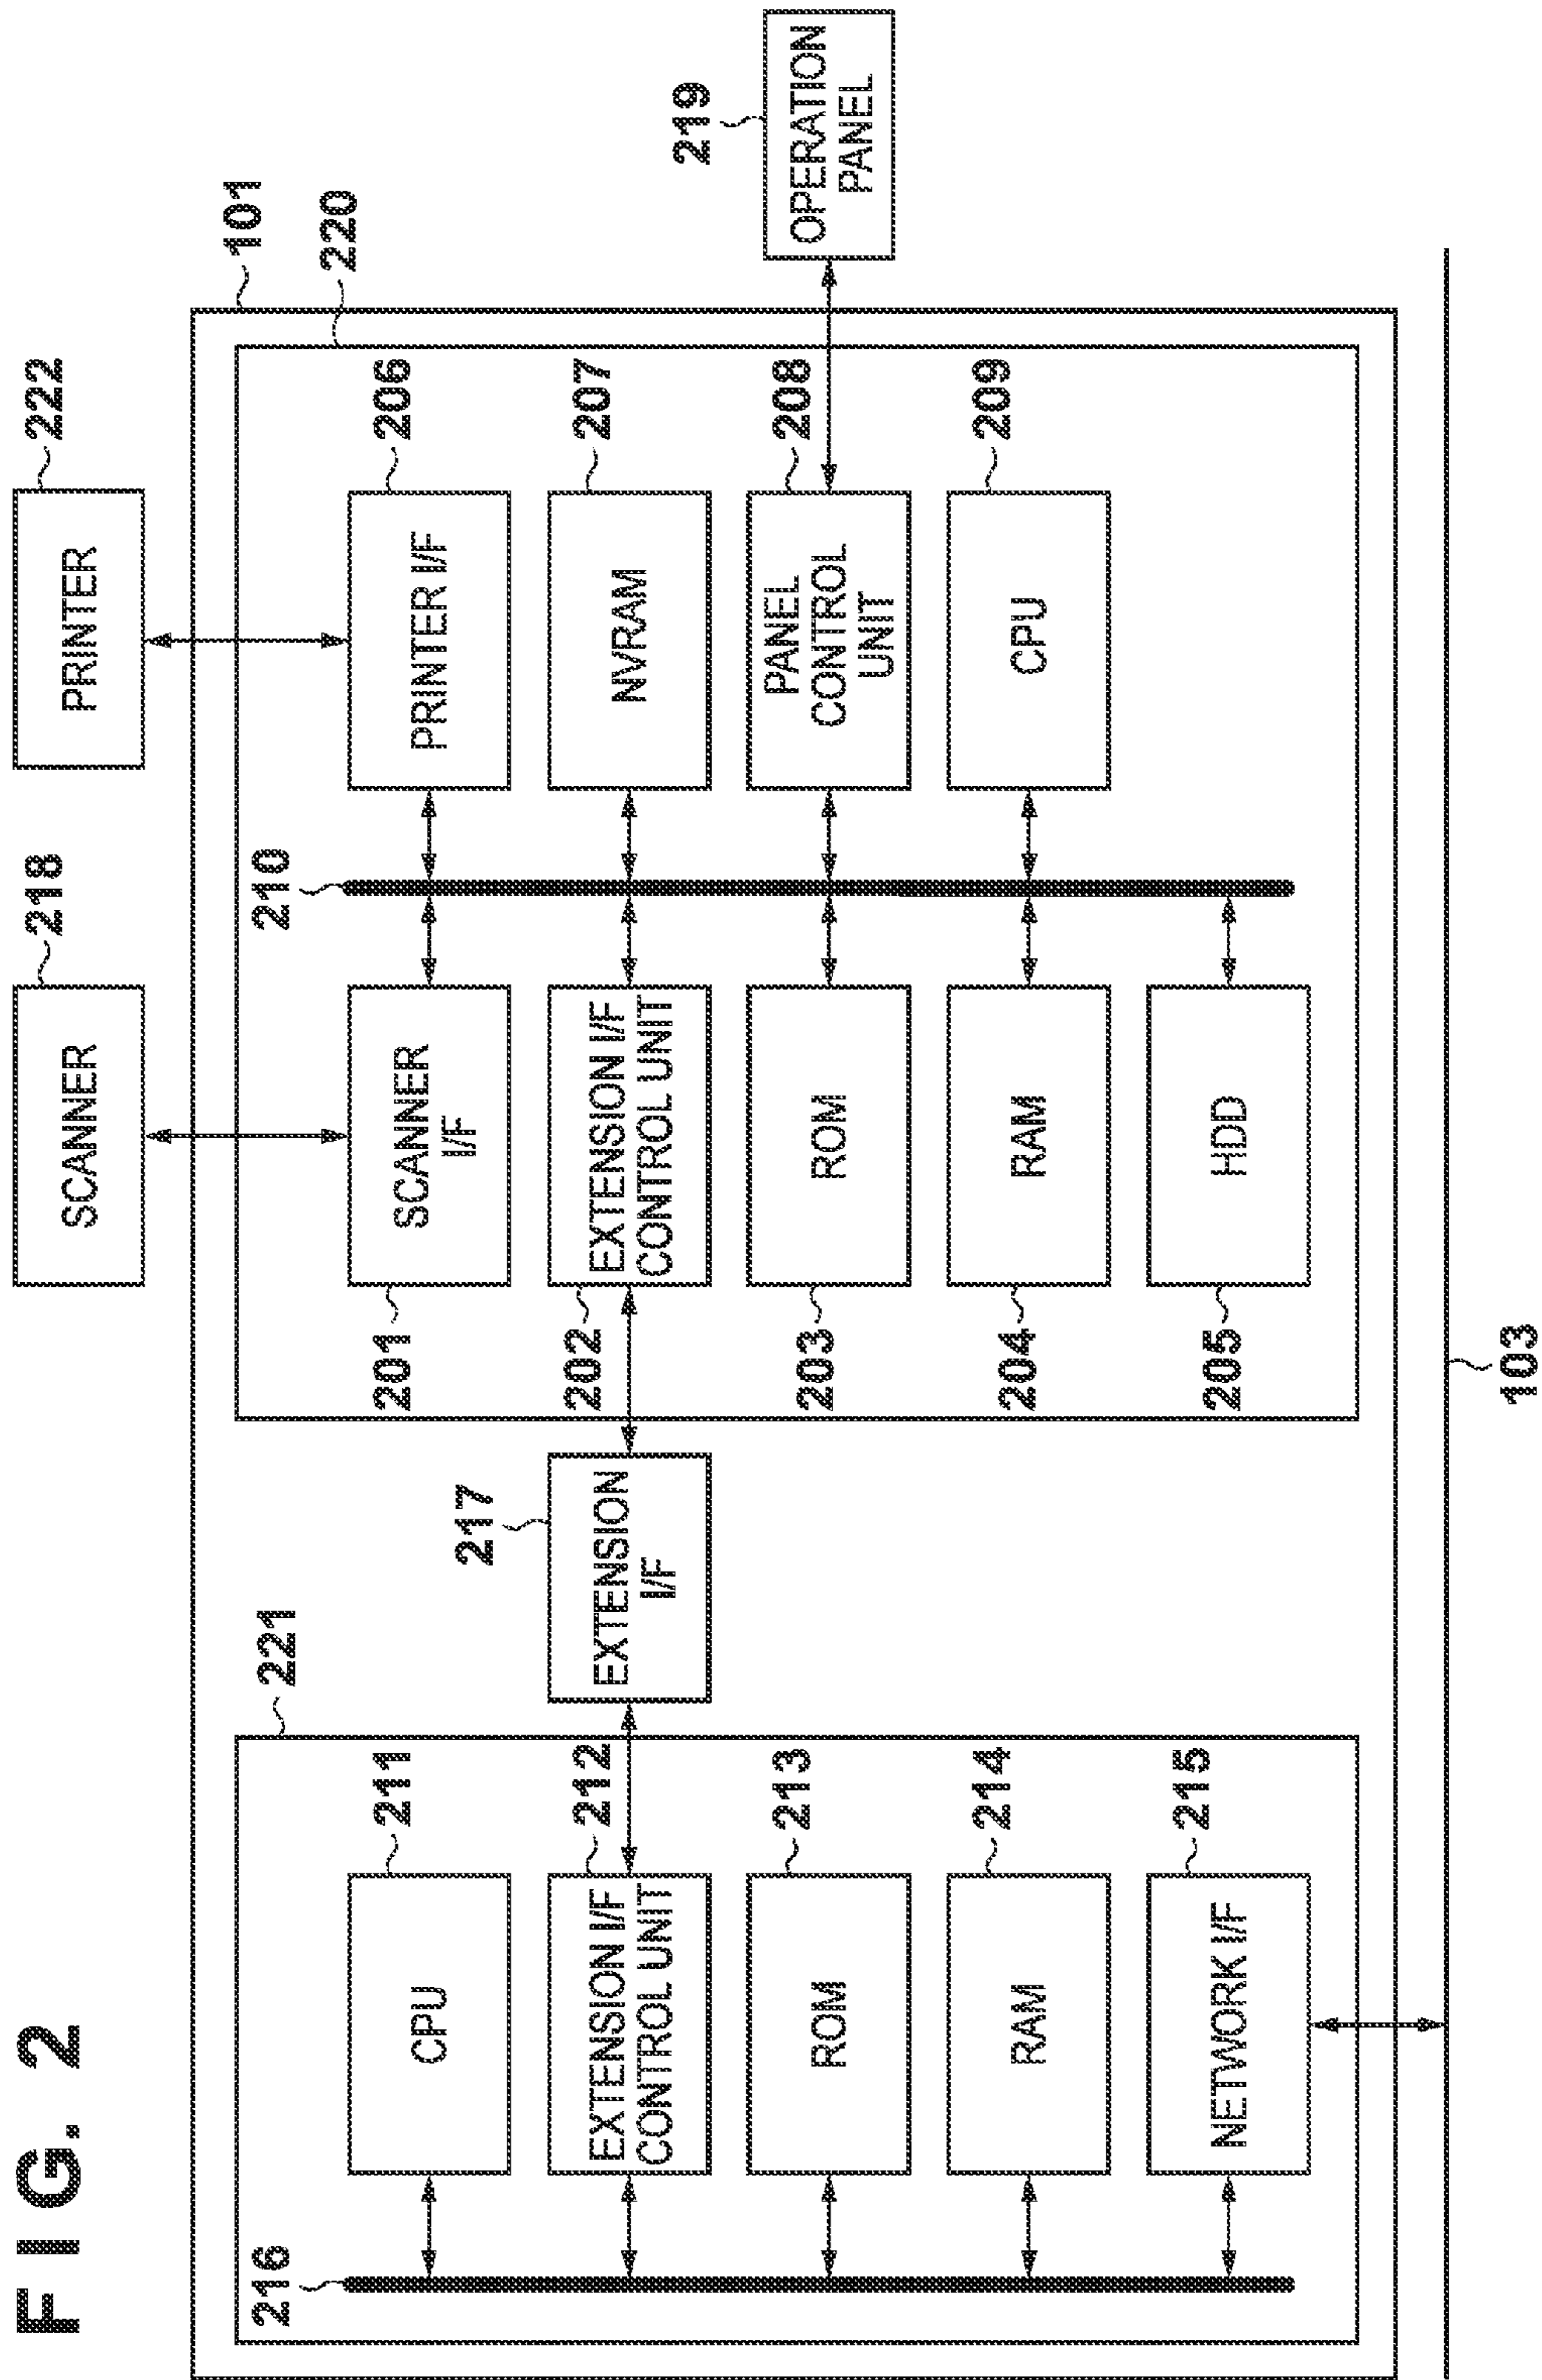 FIG. 2
SCANNER
218
PRINTER
222
101
220
221
216
210
CPU
211
201
SCANNER
I/F
PRINTER I/F
206
217
EXTENSION I/F
CONTROL UNIT
212
EXTENSION
I/F
202
EXTENSION I/F
CONTROL UNIT
NVRAM
207
219
OPERATION
PANEL
ROM
213
203
ROM
PANEL
CONTROL
UNIT
208
RAM
214
204
RAM
CPU
209
NETWORK I/F
215
205
HDD
103